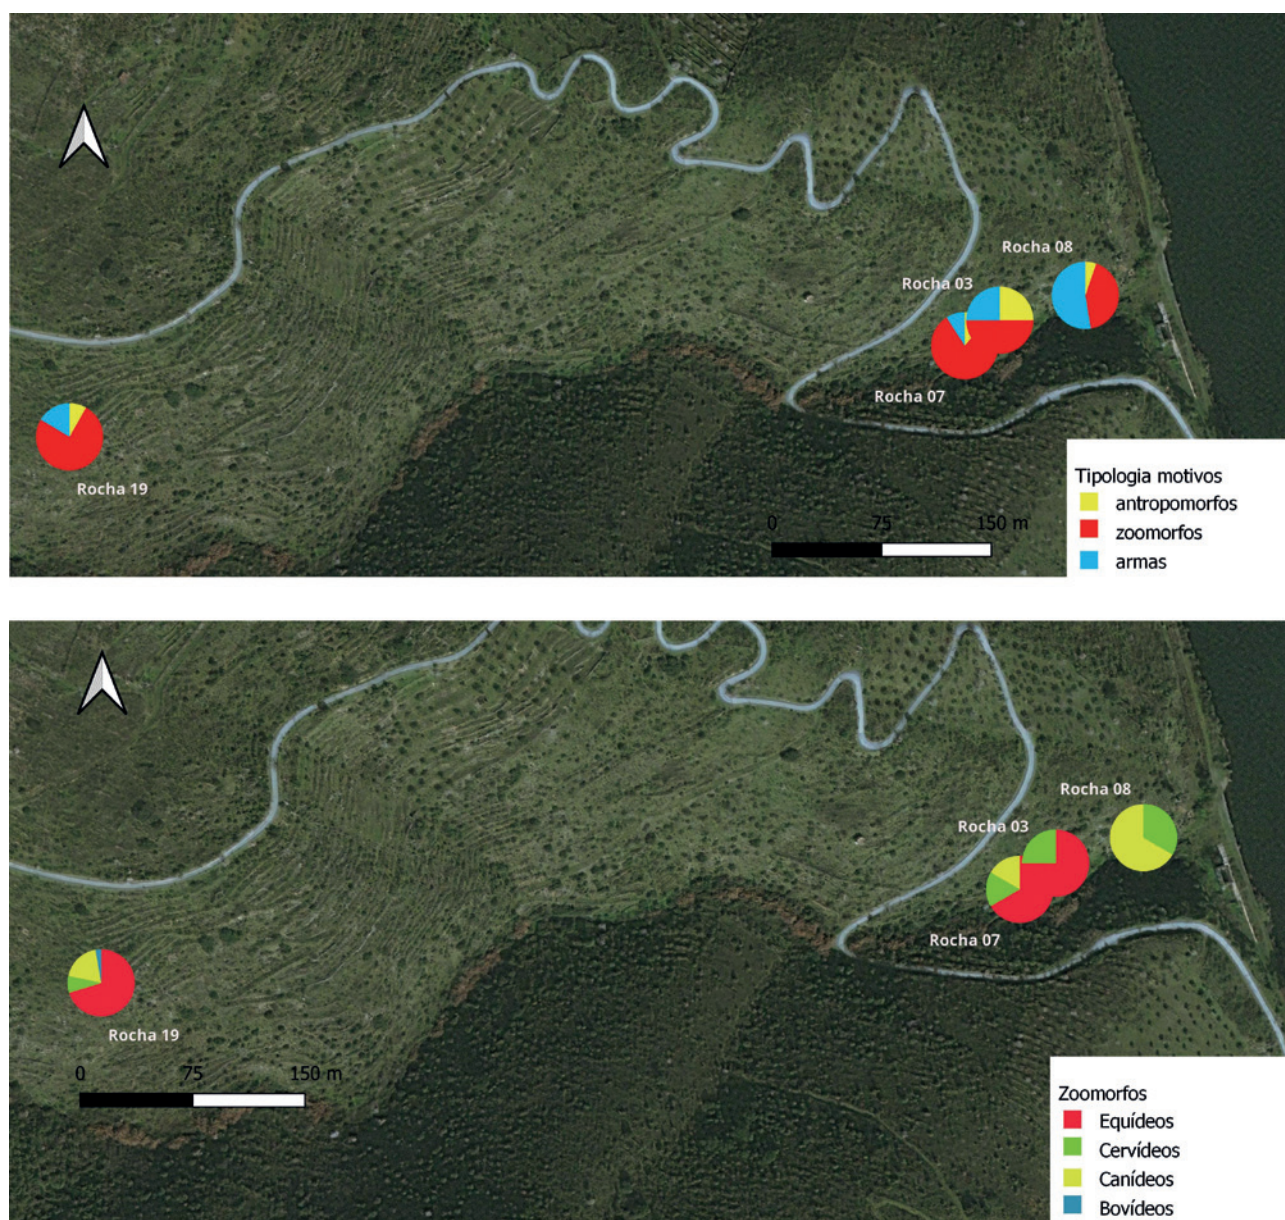 Rocha 08
Rocha 03
Rocha 07
Rocha 19
0 75 150 m
Tipologia motivos
antropomorfos
zoomorfos
armas
Rocha 08
Rocha 03
Rocha 07
Rocha 19
0 75 150 m
Zoomorfos
Equídeos
Cervídeos
Canídeos
Bovídeos